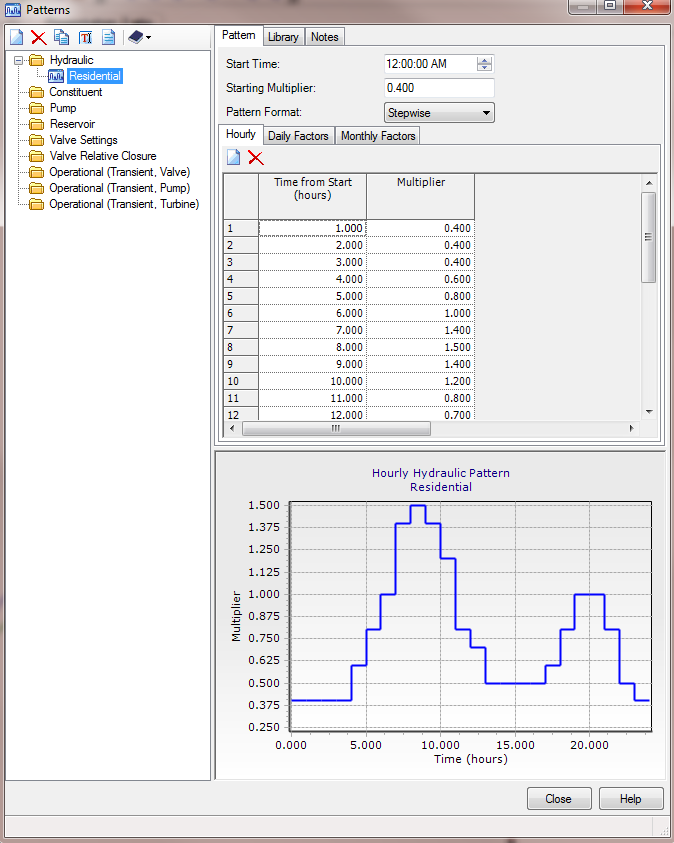 Patterns
Hydraulic
Residential
Constituent
Pump
Reservoir
Valve Settings
Valve Relative Closure
Operational (Transient, Valve)
Operational (Transient, Pump)
Operational (Transient, Turbine)
Pattern Library Notes
Start Time: 12:00:00 AM
Starting Multiplier: 0.400
Pattern Format: Stepwise
Hourly Daily Factors Monthly Factors
Time from Start (hours) Multiplier
1 1.000 0.400
2 2.000 0.400
3 3.000 0.400
4 4.000 0.600
5 5.000 0.800
6 6.000 1.000
7 7.000 1.400
8 8.000 1.500
9 9.000 1.400
10 10.000 1.200
11 11.000 0.800
12 12.000 0.700
Hourly Hydraulic Pattern
Residential
Multiplier
1.500
1.375
1.250
1.125
1.000
0.875
0.750
0.625
0.500
0.375
0.250
0.000 5.000 10.000 15.000 20.000
Time (hours)
Close Help